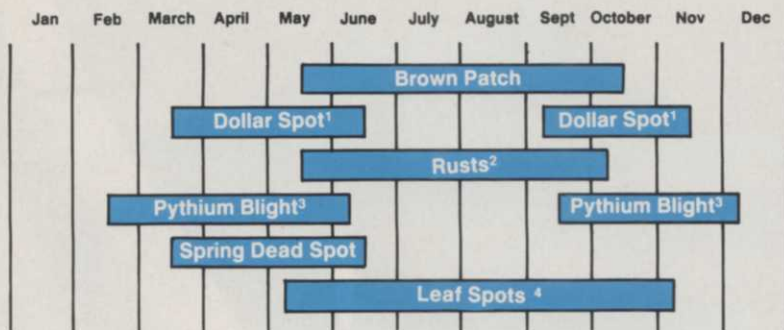 Jan Feb March April May June July August Sept October Nov Dec
Brown Patch
Dollar Spot¹ Dollar Spot¹
Rusts²
Pythium Blight³ Pythium Blight³
Spring Dead Spot
Leaf Spots ⁴